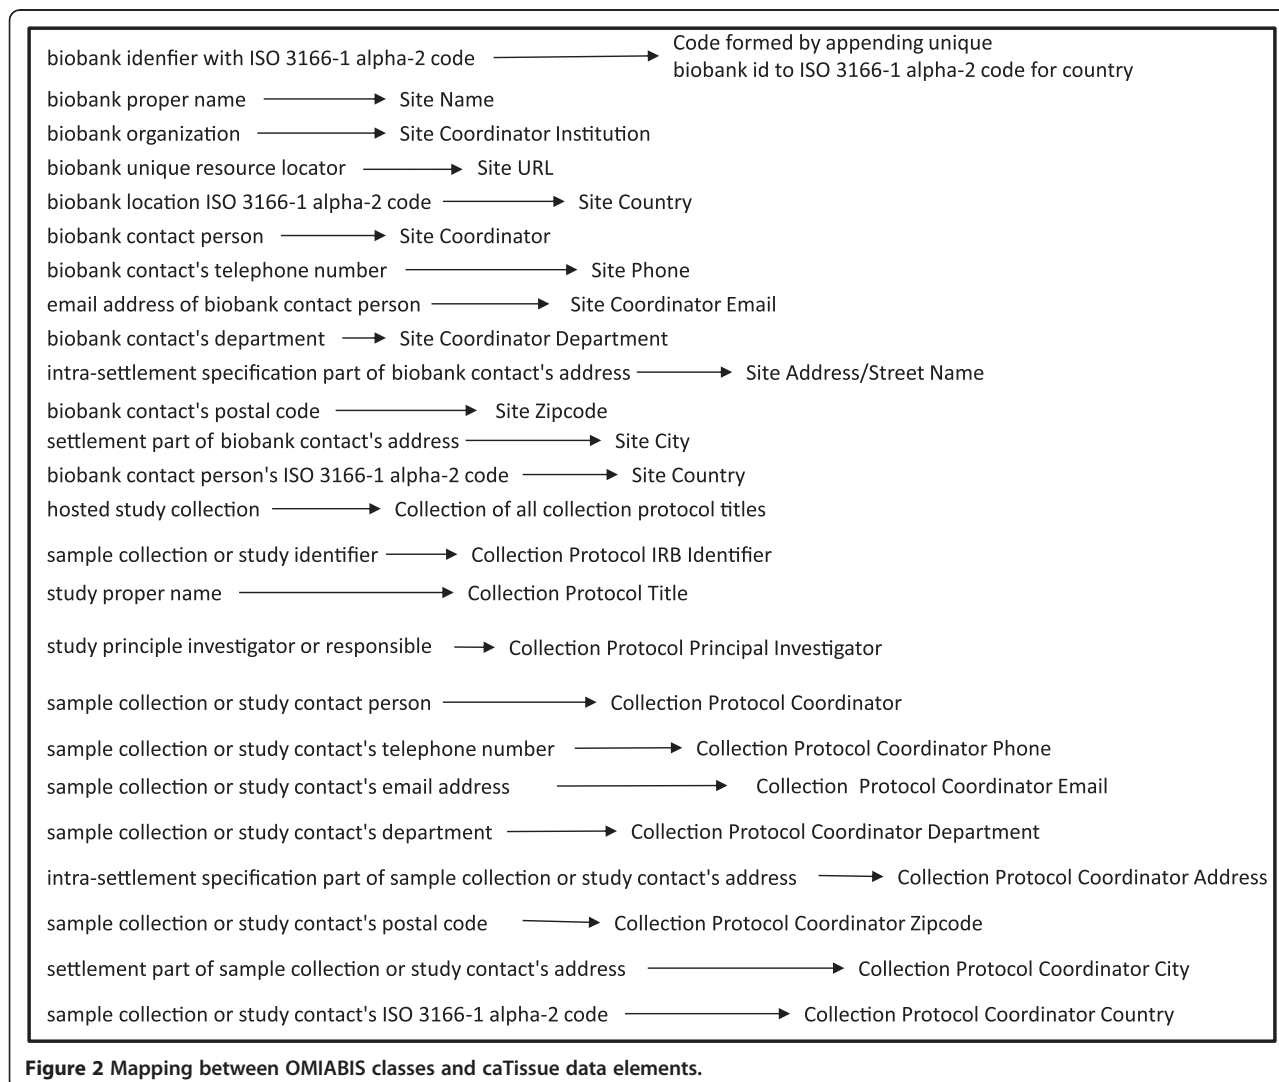 biobank idenfier with ISO 3166-1 alpha-2 code Code formed by appending unique
biobank id to ISO 3166-1 alpha-2 code for country
biobank proper name Site Name
biobank organization Site Coordinator Institution
biobank unique resource locator Site URL
biobank location ISO 3166-1 alpha-2 code Site Country
biobank contact person Site Coordinator
biobank contact's telephone number Site Phone
email address of biobank contact person Site Coordinator Email
biobank contact's department Site Coordinator Department
intra-settlement specification part of biobank contact's address Site Address/Street Name
biobank contact's postal code Site Zipcode
settlement part of biobank contact's address Site City
biobank contact person's ISO 3166-1 alpha-2 code Site Country
hosted study collection Collection of all collection protocol titles
sample collection or study identifier Collection Protocol IRB Identifier
study proper name Collection Protocol Title
study principle investigator or responsible Collection Protocol Principal Investigator
sample collection or study contact person Collection Protocol Coordinator
sample collection or study contact's telephone number Collection Protocol Coordinator Phone
sample collection or study contact's email address Collection Protocol Coordinator Email
sample collection or study contact's department Collection Protocol Coordinator Department
intra-settlement specification part of sample collection or study contact's address Collection Protocol Coordinator Address
sample collection or study contact's postal code Collection Protocol Coordinator Zipcode
settlement part of sample collection or study contact's address Collection Protocol Coordinator City
sample collection or study contact's ISO 3166-1 alpha-2 code Collection Protocol Coordinator Country
Figure 2 Mapping between OMIABIS classes and caTissue data elements.